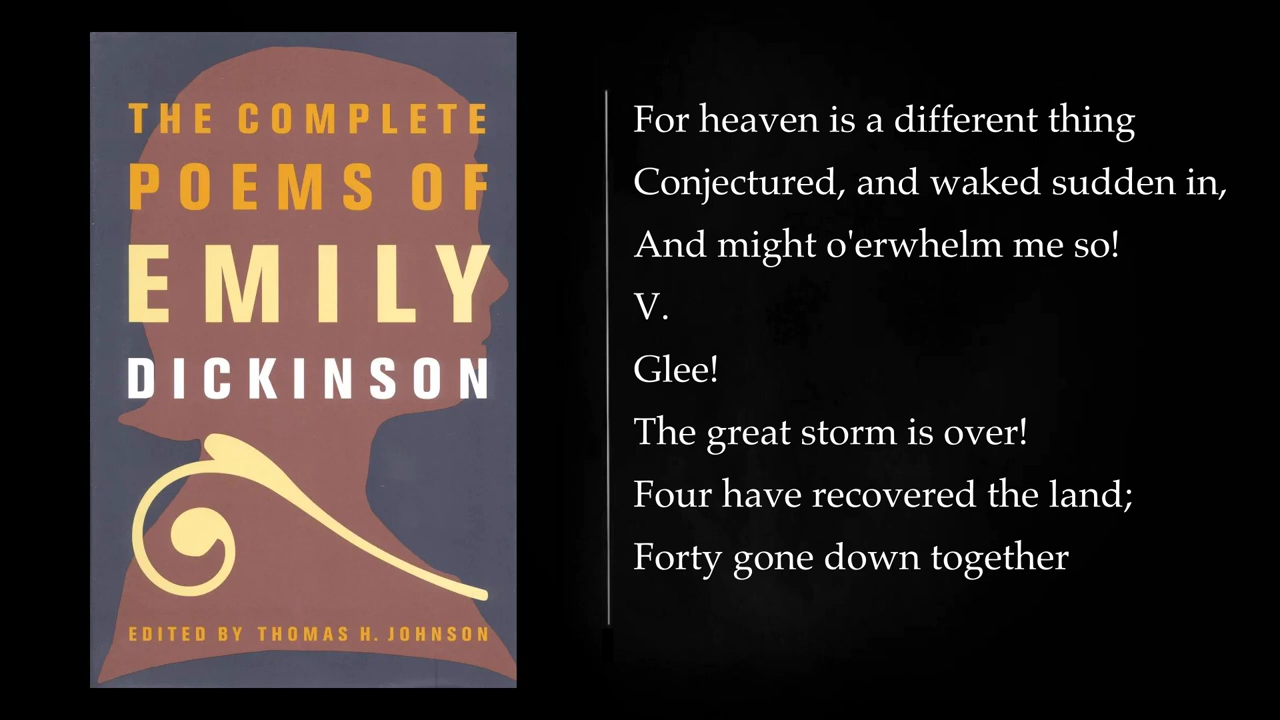 THE COMPLETE
POEMS OF
EMILY
DICKINSON
EDITED BY THOMAS H. JOHNSON
For heaven is a different thing
Conjectured, and waked sudden in,
And might o'erwhelm me so!
V.
Glee!
The great storm is over!
Four have recovered the land;
Forty gone down together